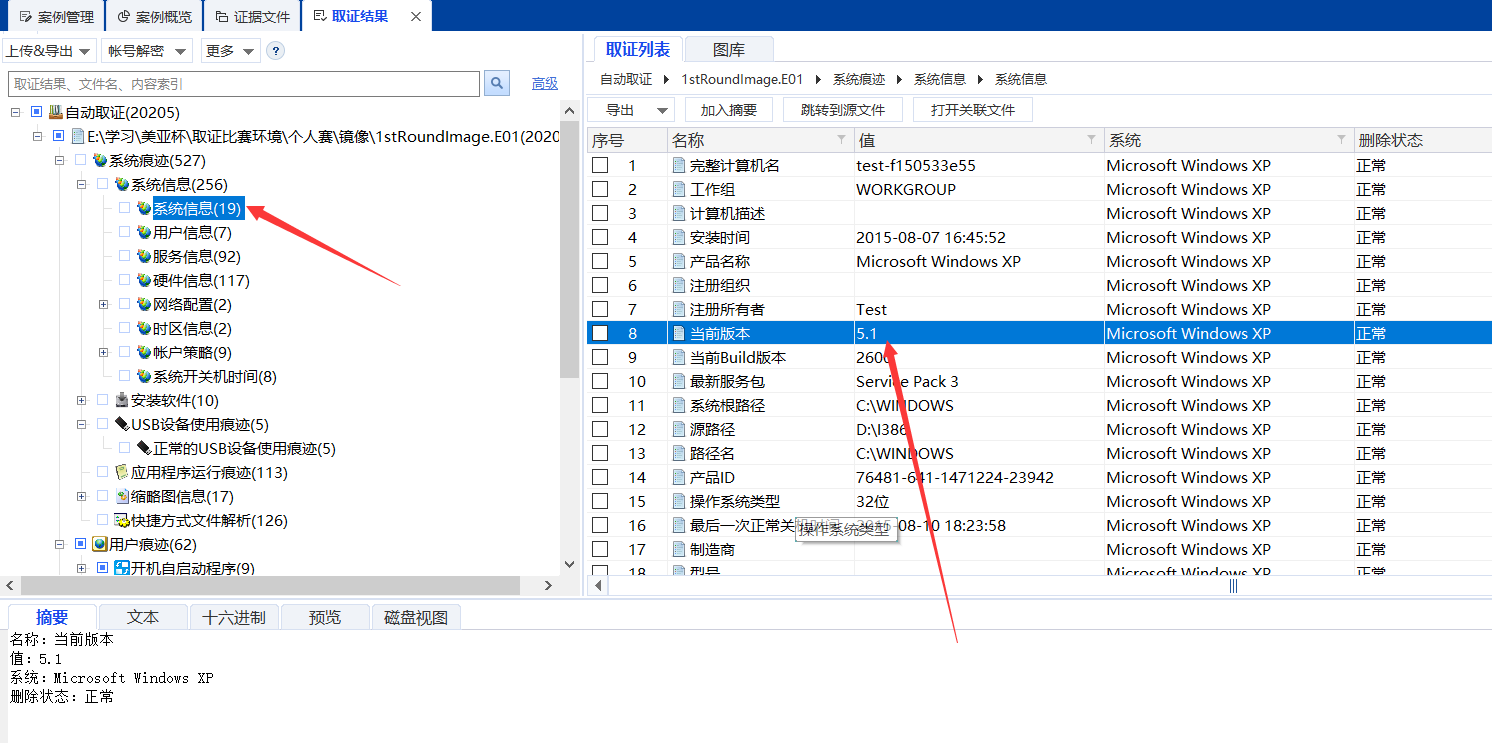 案例管理 案例概览 证据文件 取证结果
上传&导出 帐号解密 更多 ?
取证结果、文件名、内容索引 高级
自动取证(20205)
E:\学习\美亚杯\取证比赛环境\个人赛\镜像\1stRoundImage.E01(2020
系统痕迹(527)
系统信息(256)
系统信息(19)
用户信息(7)
服务信息(92)
硬件信息(117)
网络配置(2)
时区信息(2)
帐户策略(9)
系统开关机时间(8)
安装软件(10)
USB设备使用痕迹(5)
正常的USB设备使用痕迹(5)
应用程序运行痕迹(113)
缩略图信息(17)
快捷方式文件解析(126)
用户痕迹(62)
开机自启动程序(9)
取证列表 图库
自动取证 1stRoundImage.E01 系统痕迹 系统信息 系统信息
导出 加入摘要 跳转到源文件 打开关联文件
序号 名称 值 系统 删除状态
1 完整计算机名 test-f150533e55 Microsoft Windows XP 正常
2 工作组 WORKGROUP Microsoft Windows XP 正常
3 计算机描述 Microsoft Windows XP 正常
4 安装时间 2015-08-07 16:45:52 Microsoft Windows XP 正常
5 产品名称 Microsoft Windows XP Microsoft Windows XP 正常
6 注册组织 Microsoft Windows XP 正常
7 注册所有者 Test Microsoft Windows XP 正常
8 当前版本 5.1 Microsoft Windows XP 正常
9 当前Build版本 2600 Microsoft Windows XP 正常
10 最新服务包 Service Pack 3 Microsoft Windows XP 正常
11 系统根路径 C:\WINDOWS Microsoft Windows XP 正常
12 源路径 D:\I386 Microsoft Windows XP 正常
13 路径名 C:\WINDOWS Microsoft Windows XP 正常
14 产品ID 76481-641-1471224-23942 Microsoft Windows XP 正常
15 操作系统类型 32位 Microsoft Windows XP 正常
16 最后一次正常关 -08-10 18:23:58 Microsoft Windows XP 正常
操作系统类型
17 制造商 Microsoft Windows XP 正常
18 型号 Microsoft Windows XP 正常
摘要 文本 十六进制 预览 磁盘视图
名称：当前版本
值：5.1
系统：Microsoft Windows XP
删除状态：正常